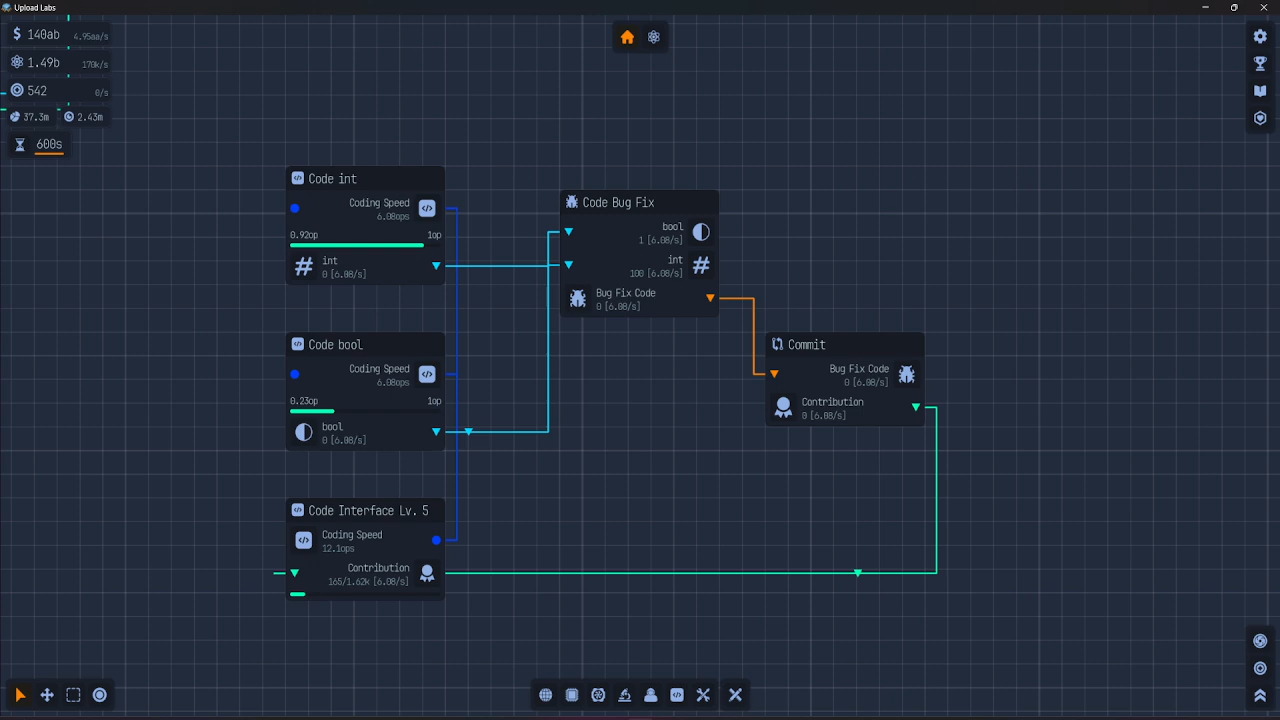 Upload Labs
$ 140ab 4.95aa/s
1.49b 170k/s
542 0/s
37.3m 2.43m
600s
Code int
Coding Speed
6.08ops
0.92op 1op
int
0 [6.08/s]
Code Bug Fix
bool
1 [6.08/s]
int
100 [6.08/s]
Bug Fix Code
0 [6.08/s]
Code bool
Coding Speed
6.08ops
0.23op 1op
bool
0 [6.08/s]
Commit
Bug Fix Code
0 [6.08/s]
Contribution
0 [6.08/s]
Code Interface Lv. 5
Coding Speed
12.1ops
Contribution
165/1.62k [6.08/s]